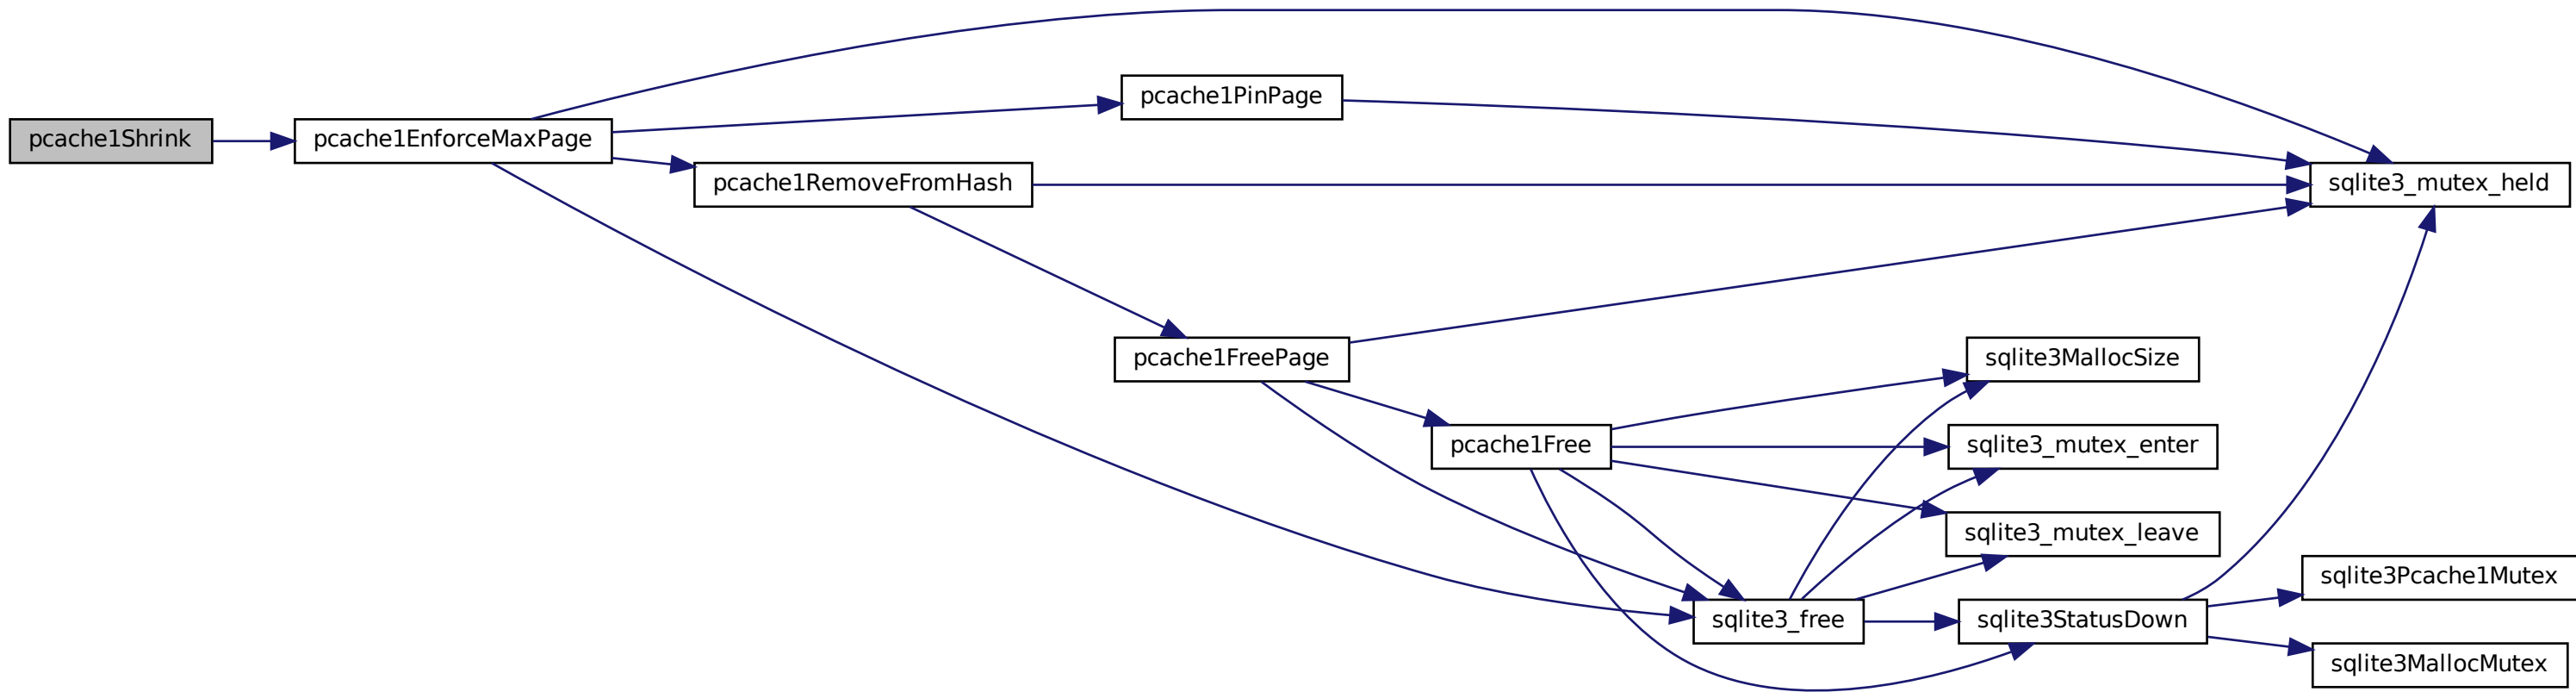 pcache1Shrink
pcache1EnforceMaxPage
pcache1PinPage
pcache1RemoveFromHash
sqlite3_mutex_held
pcache1FreePage
sqlite3MallocSize
pcache1Free
sqlite3_mutex_enter
sqlite3_mutex_leave
sqlite3Pcache1Mutex
sqlite3_free
sqlite3StatusDown
sqlite3MallocMutex